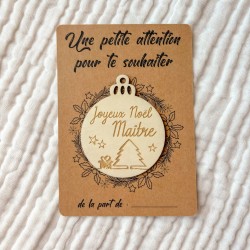 Une petite attention
pour te souhaiter
Joyeux Noël
Maître
de la part de :